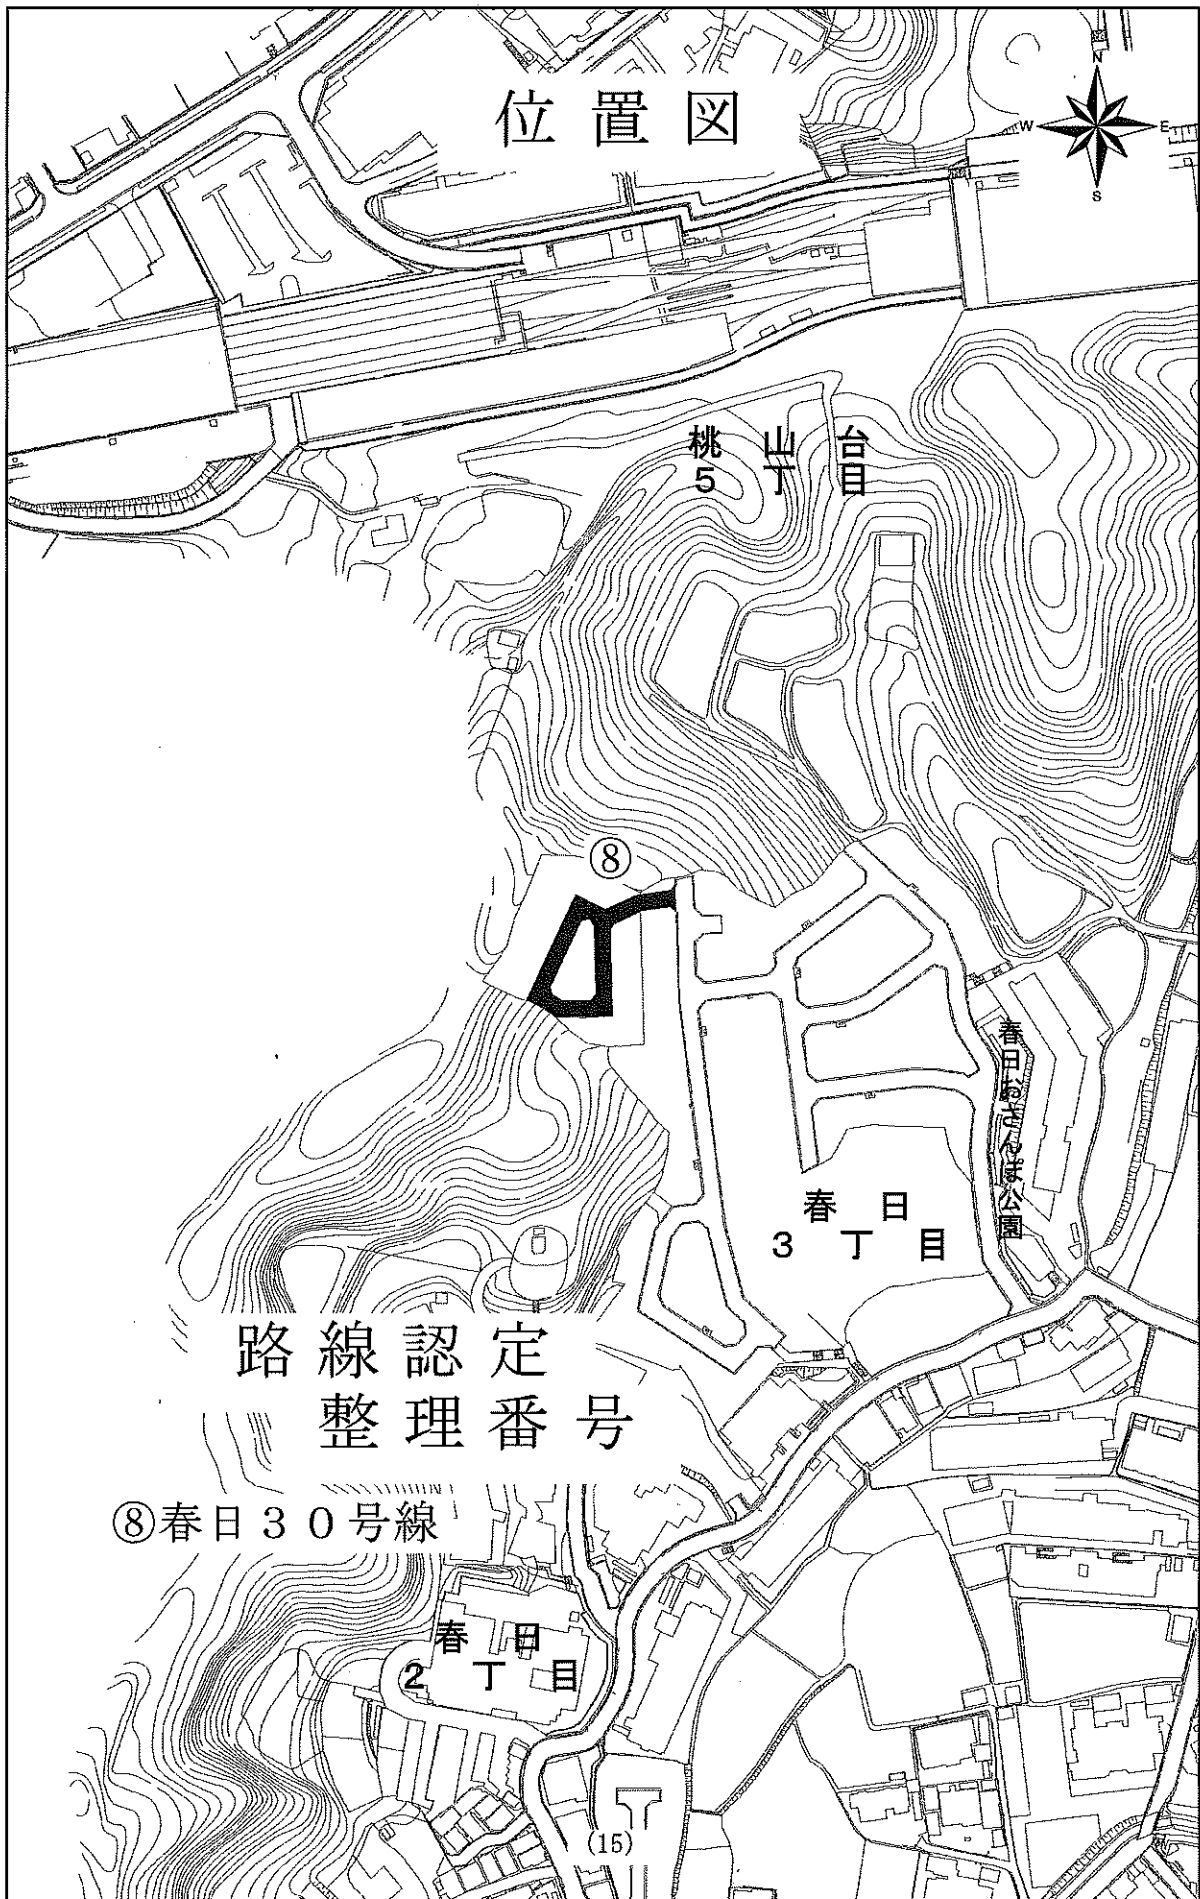 位置図
N
W E
S
桃山台
5丁目
⑧
春日おさんぽ公園
春日
3丁目
路線認定
整理番号
⑧春日30号線
春日
2丁目
(15)